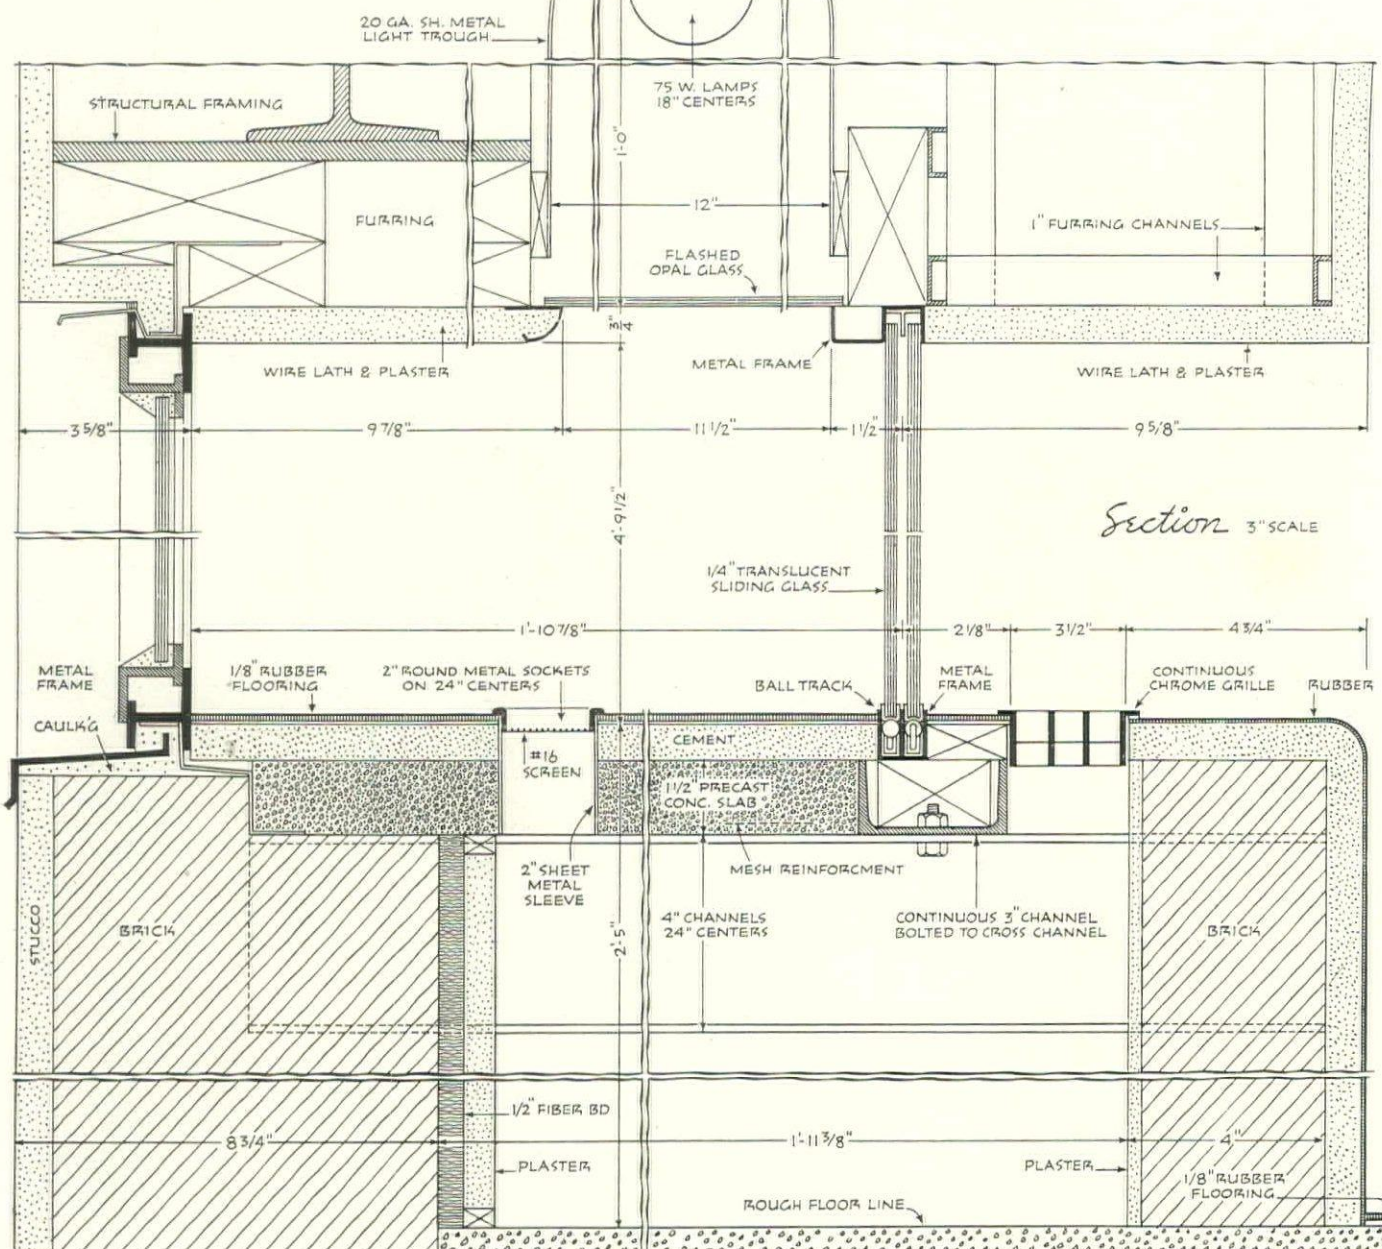 20 GA. SH. METAL
LIGHT TROUGH
75 W. LAMPS
18" CENTERS
STRUCTURAL FRAMING
1'-0"
FURRING
12"
1" FURRING CHANNELS
FLASHED
OPAL GLASS
3/4
METAL FRAME
WIRE LATH & PLASTER
WIRE LATH & PLASTER
3 5/8"
9 7/8"
11 1/2"
1 1/2"
9 5/8"
4'-9 1/2"
Section 3" SCALE
1/4" TRANSLUCENT
SLIDING GLASS
1'-10 7/8"
2 1/8"
3 1/2"
4 3/4"
METAL
FRAME
1/8" RUBBER
FLOORING
2" ROUND METAL SOCKETS
ON 24" CENTERS
BALL TRACK
METAL
FRAME
CONTINUOUS
CHROME GRILLE
RUBBER
CAULK'G
CEMENT
#16
SCREEN
1 1/2" PRECAST
CONC. SLAB
2" SHEET
METAL
SLEEVE
MESH REINFORCMENT
STUCCO
BRICK
2'-5"
4" CHANNELS
24" CENTERS
CONTINUOUS 3" CHANNEL
BOLTED TO CROSS CHANNEL
BRICK
1/2" FIBER BD
8 3/4"
1'-11 3/8"
4"
PLASTER
PLASTER
1/8" RUBBER
FLOORING
ROUGH FLOOR LINE